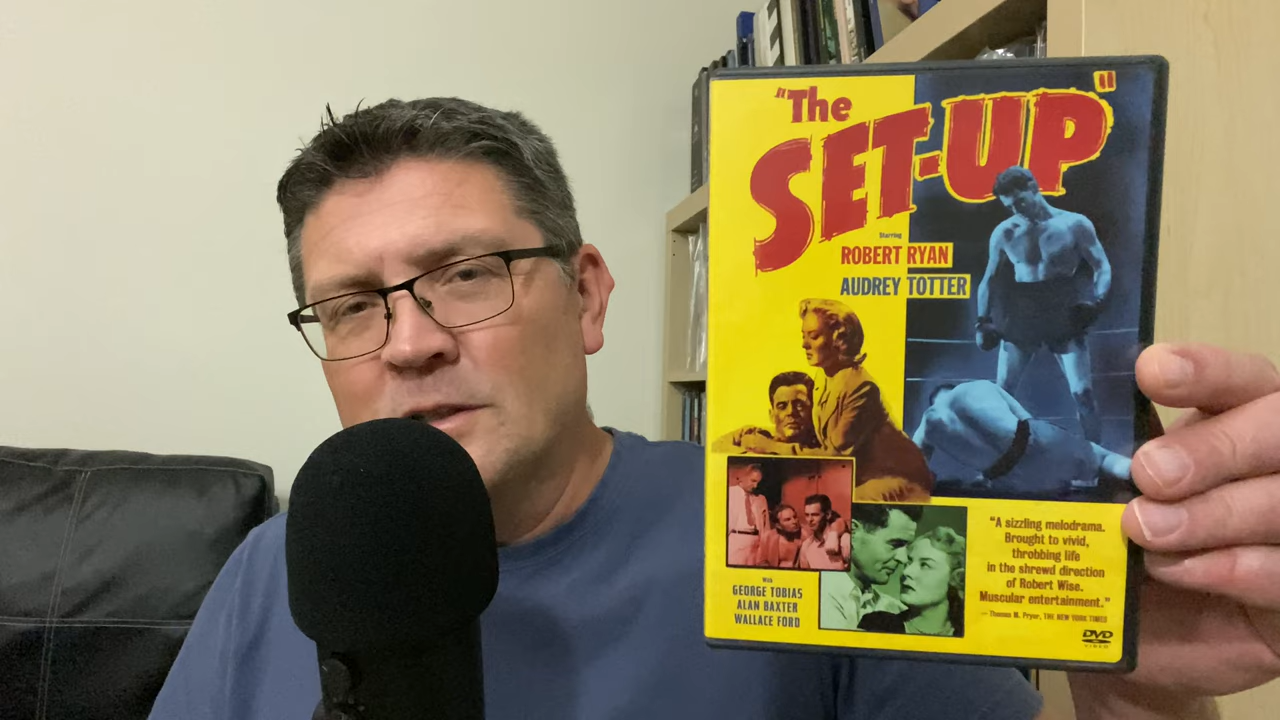 "The
SET-UP"
Starring
ROBERT RYAN
AUDREY TOTTER
With
GEORGE TOBIAS
ALAN BAXTER
WALLACE FORD
"A sizzling melodrama.
Brought to vivid,
throbbing life
in the shrewd direction
of Robert Wise.
Muscular entertainment."
— Thomas M. Pryor, THE NEW YORK TIMES
DVD
VIDEO